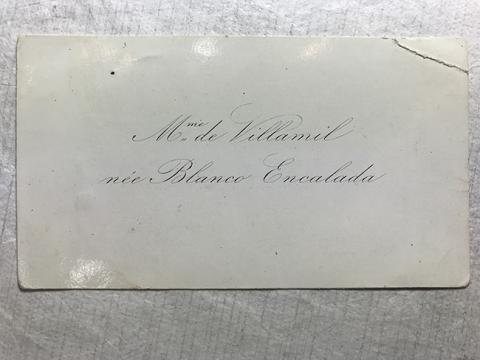 Mme de Villamil
née Blanco Encalada